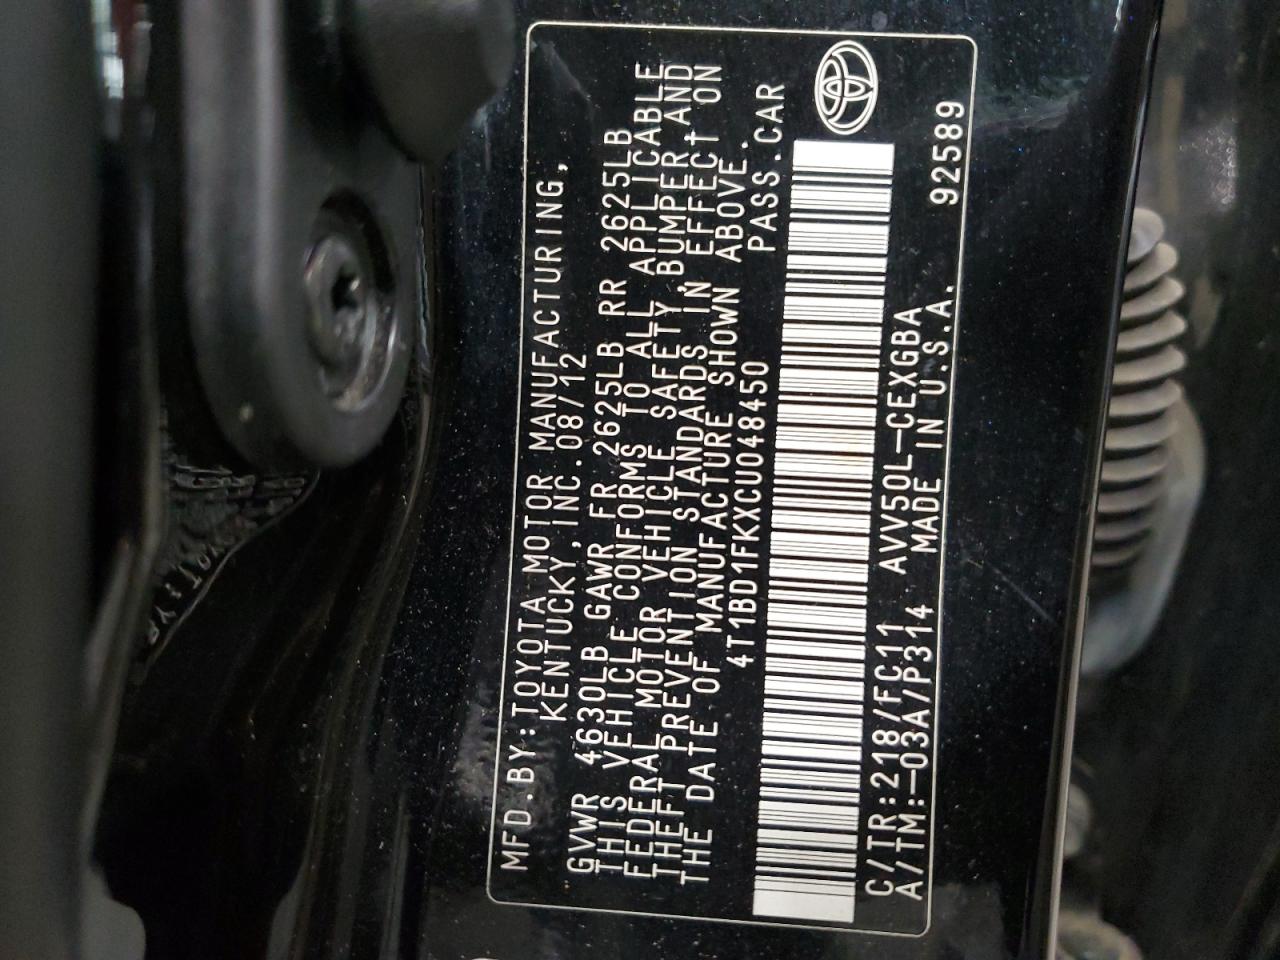 MFD.BY:TOYOTA MOTOR MANUFACTURING,
KENTUCKY,INC.08/12
GVWR 4630LB GAWR FR 2625LB RR 2625LB
THIS VEHICLE CONFORMS TO ALL APPLICABLE
FEDERAL MOTOR VEHICLE SAFETY,BUMPER,AND
THEFT PREVENTION STANDARDS IN EFFECT ON
THE DATE OF MANUFACTURE SHOWN ABOVE.
4T1BD1FKXCU048450 PASS.CAR
C/TR:218/FC11 AVV50L-CEXGBA
A/TM:-03A/P314 MADE IN U.S.A. 92589